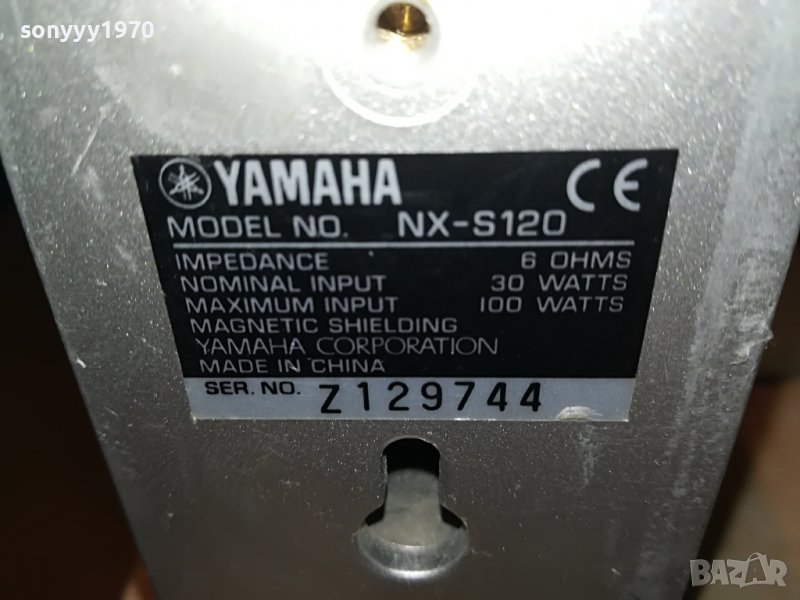 sonyyy1970
YAMAHA CE
MODEL NO. NX-S120
IMPEDANCE 6 OHMS
NOMINAL INPUT 30 WATTS
MAXIMUM INPUT 100 WATTS
MAGNETIC SHIELDING
YAMAHA CORPORATION
MADE IN CHINA
SER. NO. Z129744
BAZAR